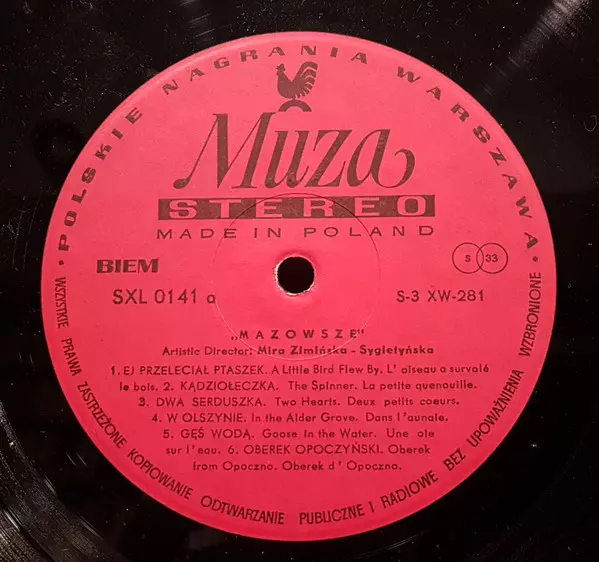 · POLSKIE NAGRANIA WARSZAWA ·
Muza
STEREO
MADE IN POLAND
BIEM
S 33
SXL 0141 a
S-3 XW-281
„MAZOWSZE"
Artistic Director: Mira Zimińska - Sygietyńska
1. EJ PRZELECIAŁ PTASZEK. A Little Bird Flew By. L' oiseau a survolé
le bois. 2. KĄDZIOŁECZKA. The Spinner. La petite quenouille.
3. DWA SERDUSZKA. Two Hearts. Deux petits coeurs.
4. W OLSZYNIE. In the Alder Grove. Dans l'aunaie.
5. GĘŚ WODĄ. Goose in the Water. Une oie
sur l'eau. 6. OBEREK OPOCZYŃSKI. Oberek
from Opoczno. Oberek d' Opoczno.
WSZYSTKIE PRAWA ZASTRZEŻONE KOPIOWANIE ODTWARZANIE PUBLICZNE I RADIOWE BEZ UPOWAŻNIENIA WZBRONIONE